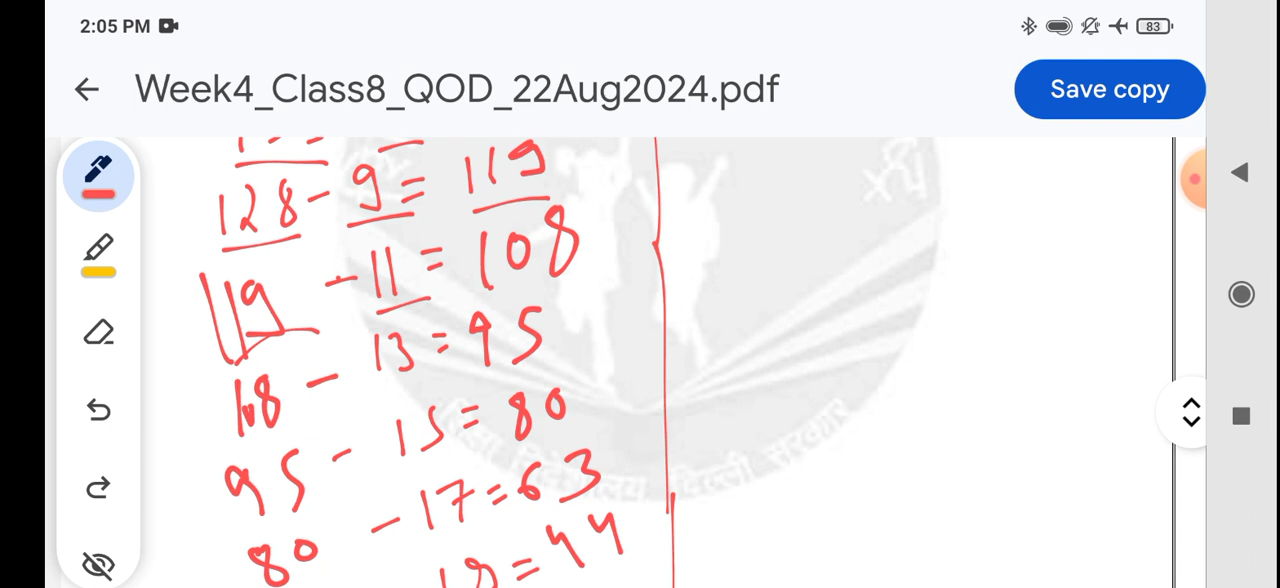 2:05 PM
83
Week4_Class8_QOD_22Aug2024.pdf
Save copy
128 - 9 = 119
119 - 11 = 108
108 - 13 = 95
95 - 15 = 80
80 - 17 = 63
= 44